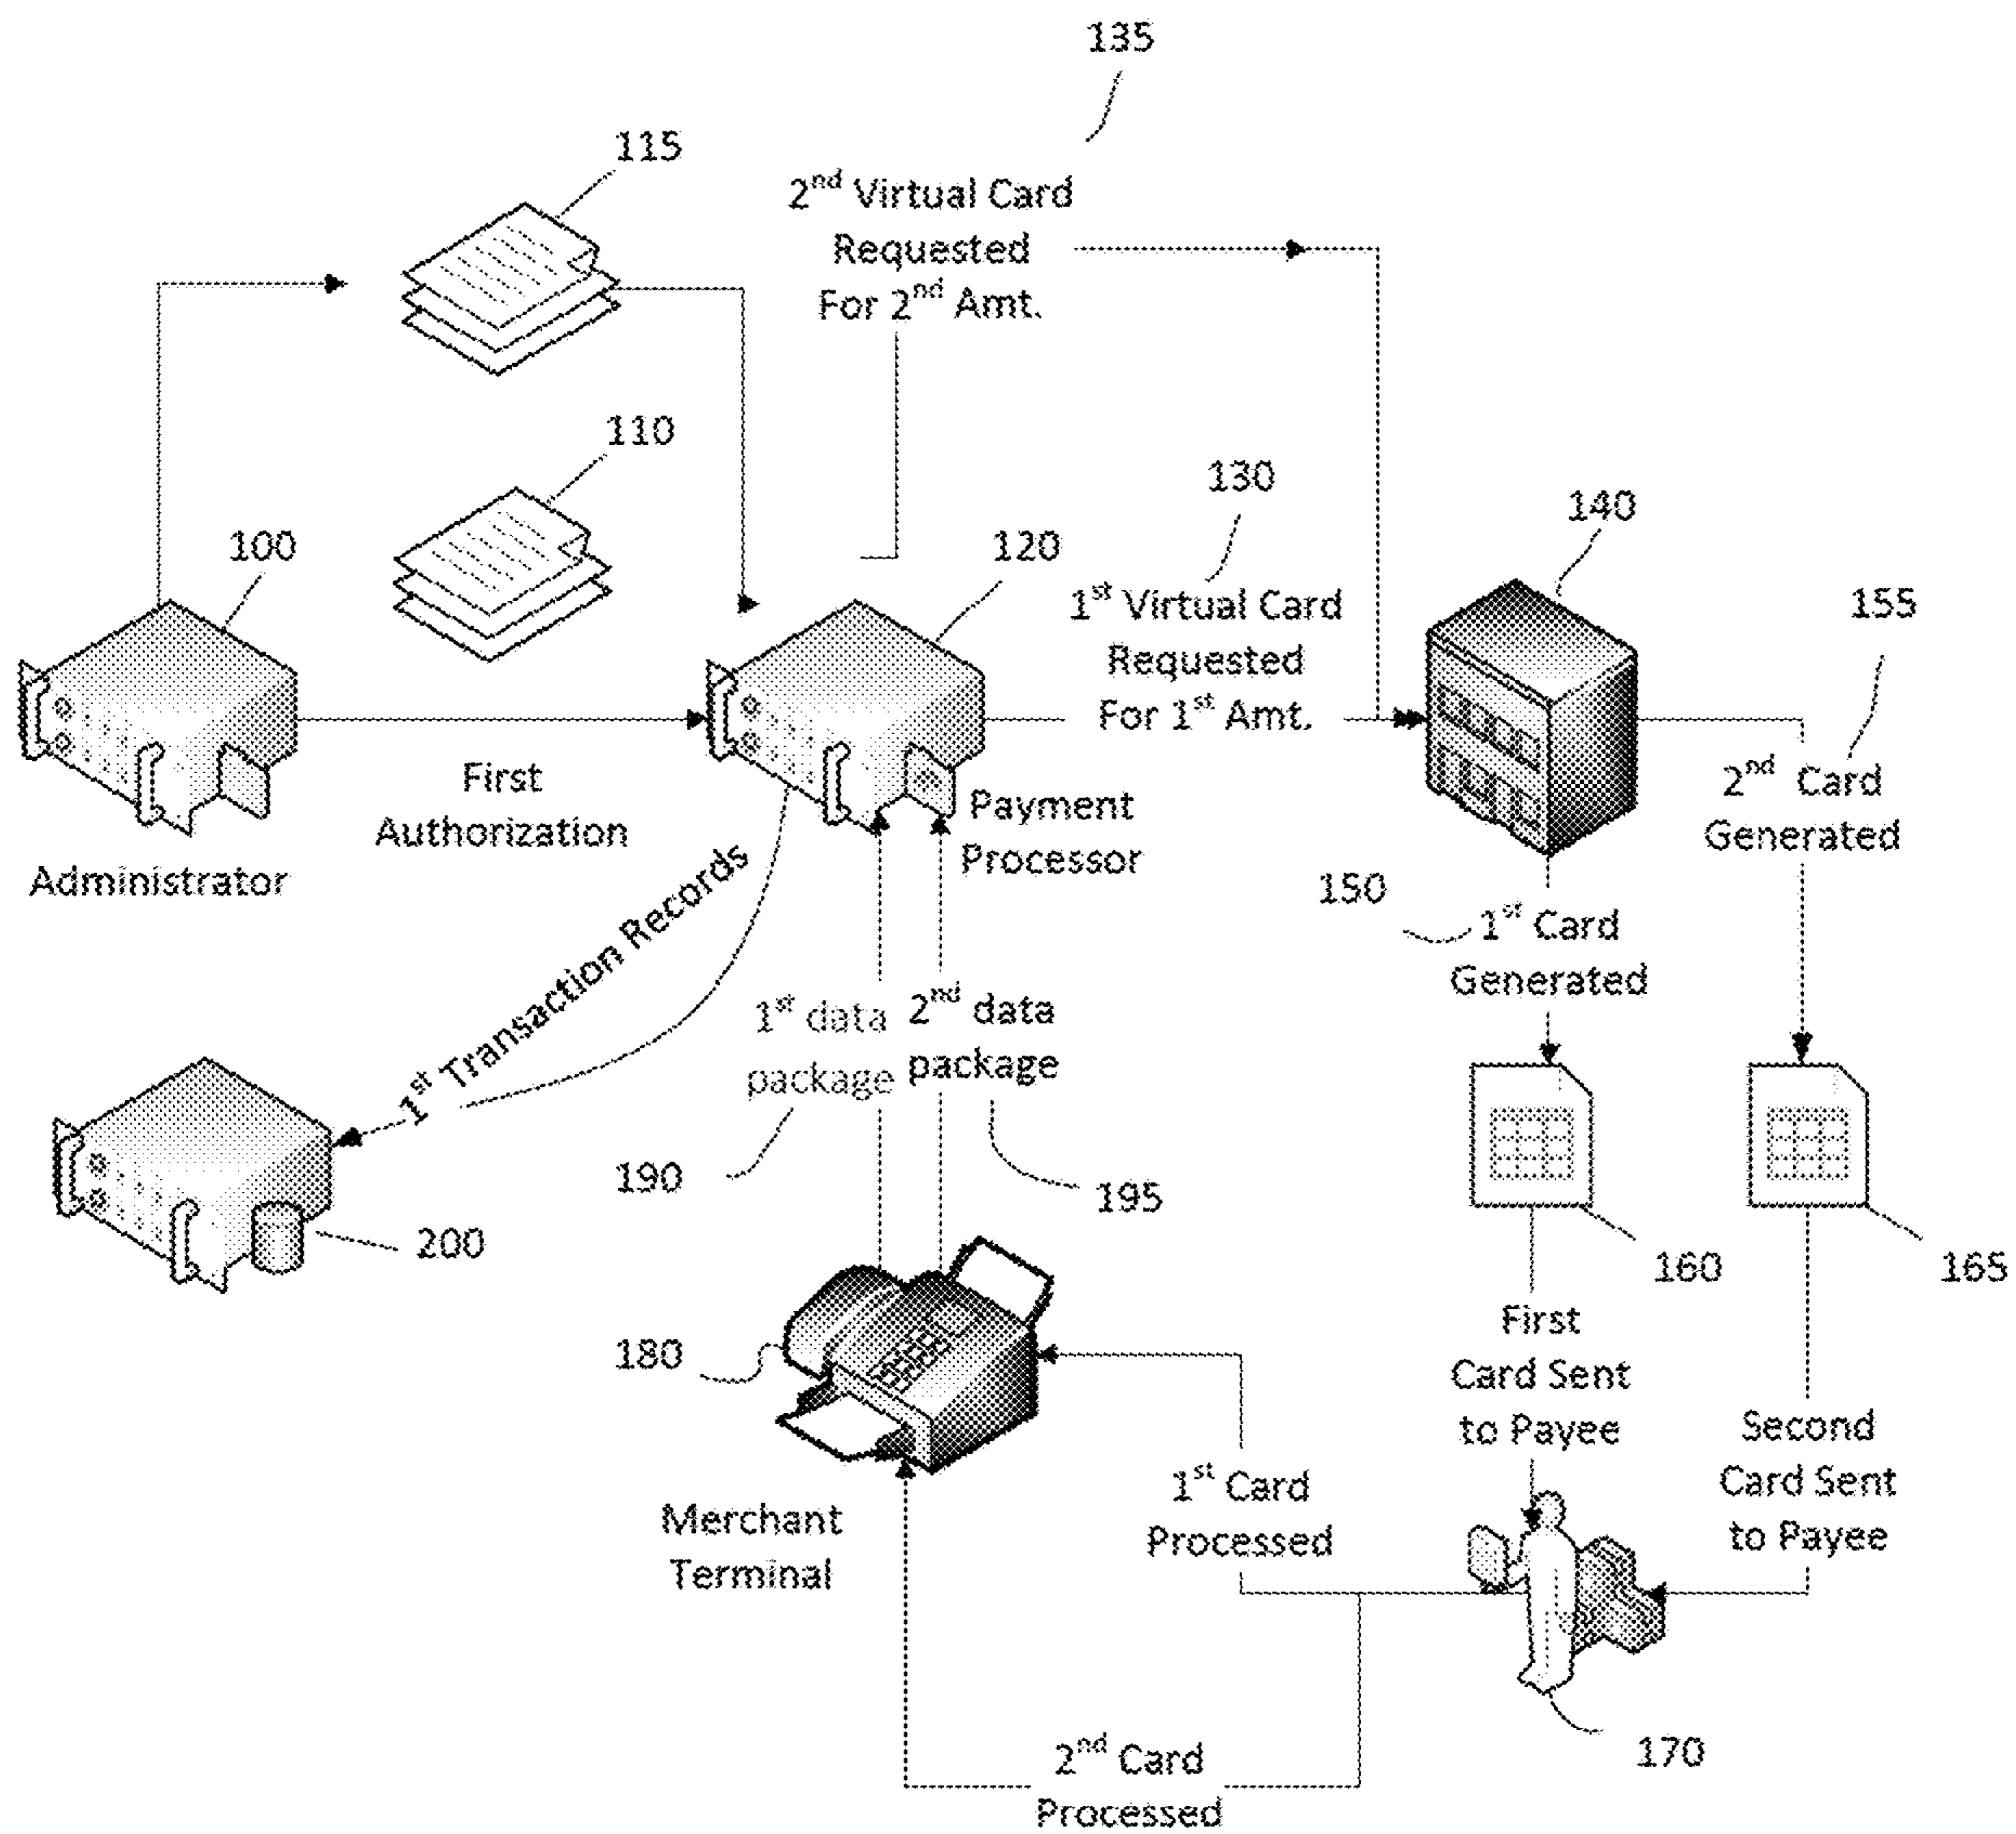 135
115
2nd Virtual Card
Requested
For 2nd Amt.
110
130
140
100
120
1st Virtual Card
Requested
For 1st Amt.
155
First
Authorization
Administrator
Payment
Processor
2nd Card
Generated
150
1st Card
Generated
1st Transaction Records
1st data
package
2nd data
package
190
195
200
160
165
180
First
Card Sent
to Payee
Second
Card Sent
to Payee
Merchant
Terminal
1st Card
Processed
170
2nd Card
Processed